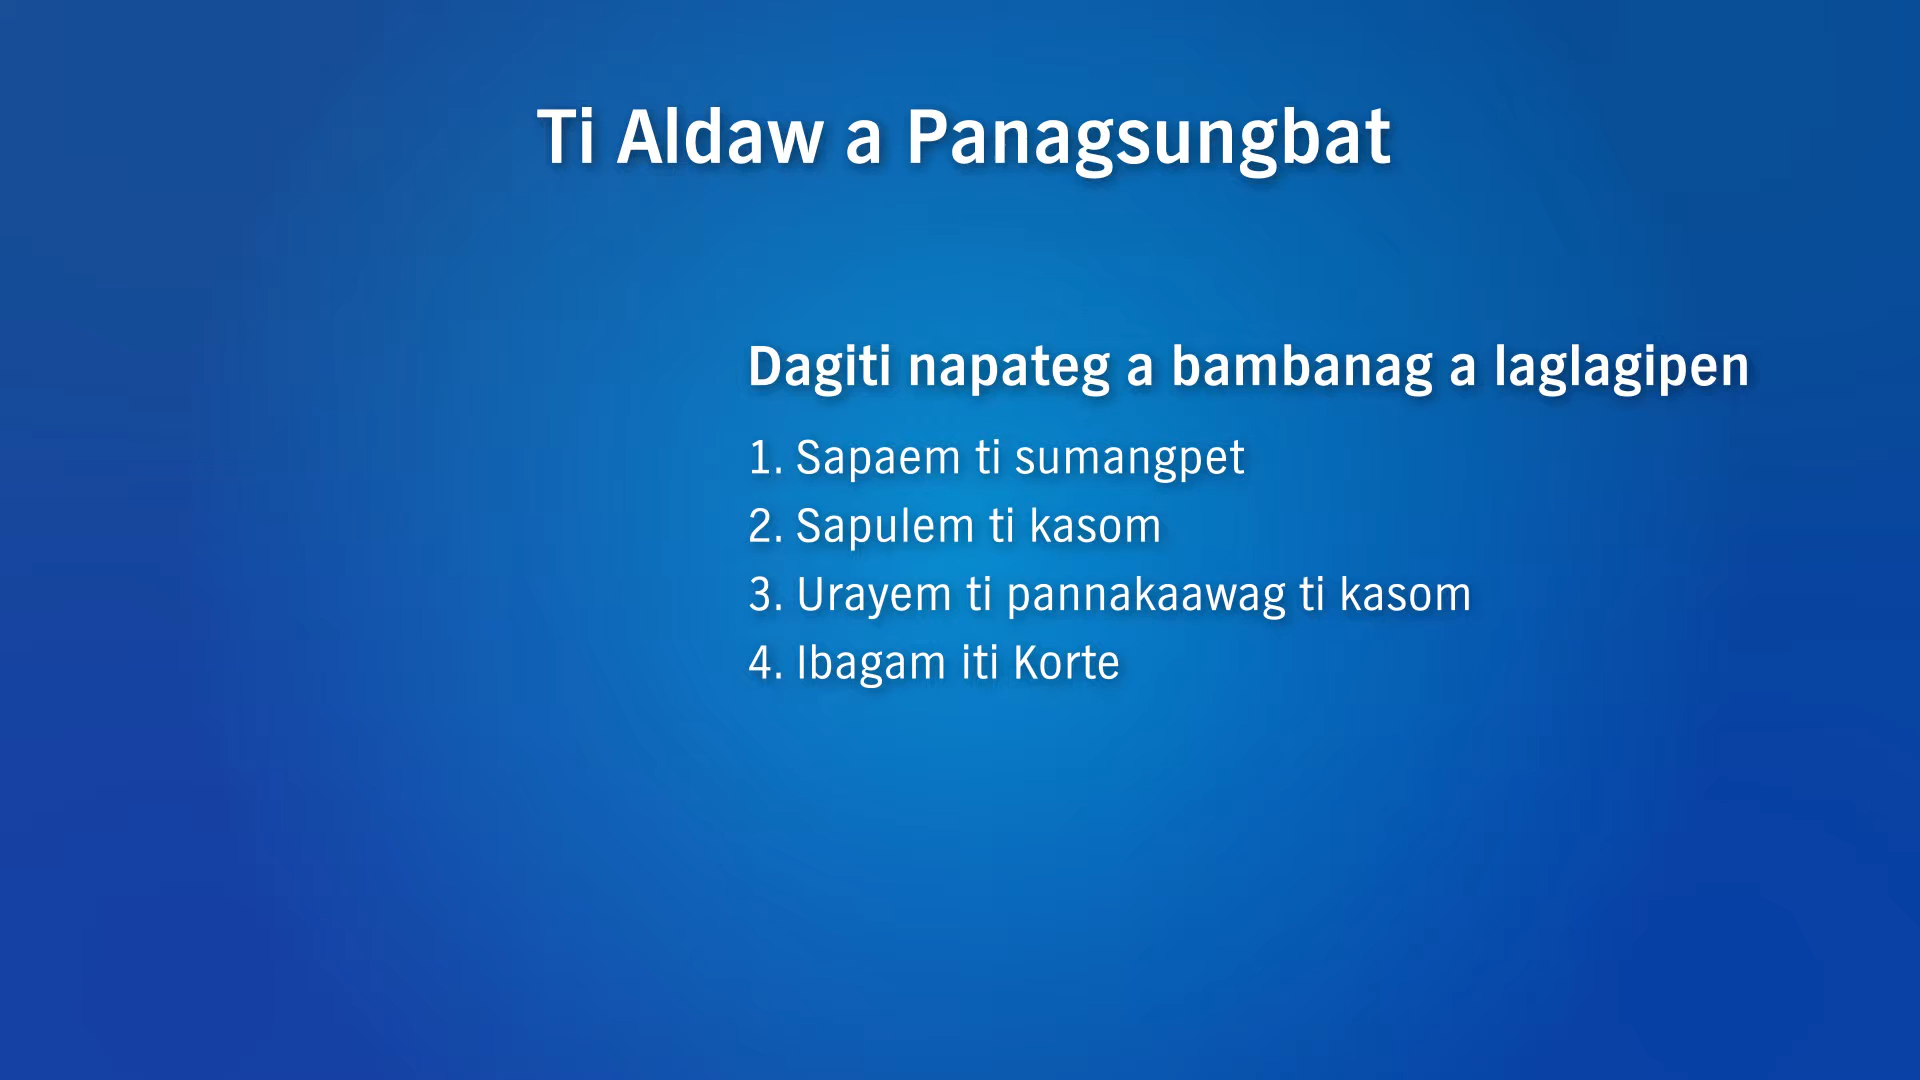 Ti Aldaw a Panagsungbat
Dagiti napateg a bambanag a laglagipen
1. Sapaem ti sumangpet
2. Sapulem ti kasom
3. Urayem ti pannakaawag ti kasom
4. Ibagam iti Korte